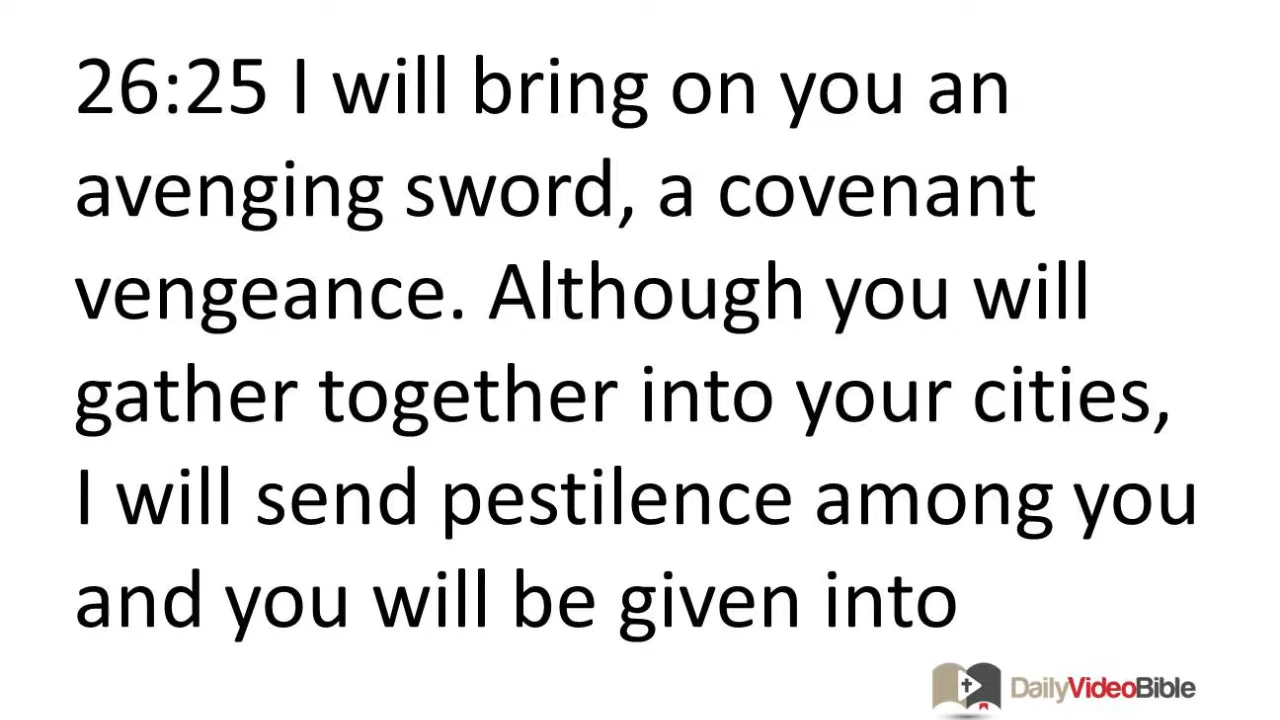 26:25 I will bring on you an
avenging sword, a covenant
vengeance. Although you will
gather together into your cities,
I will send pestilence among you
and you will be given into
DailyVideoBible